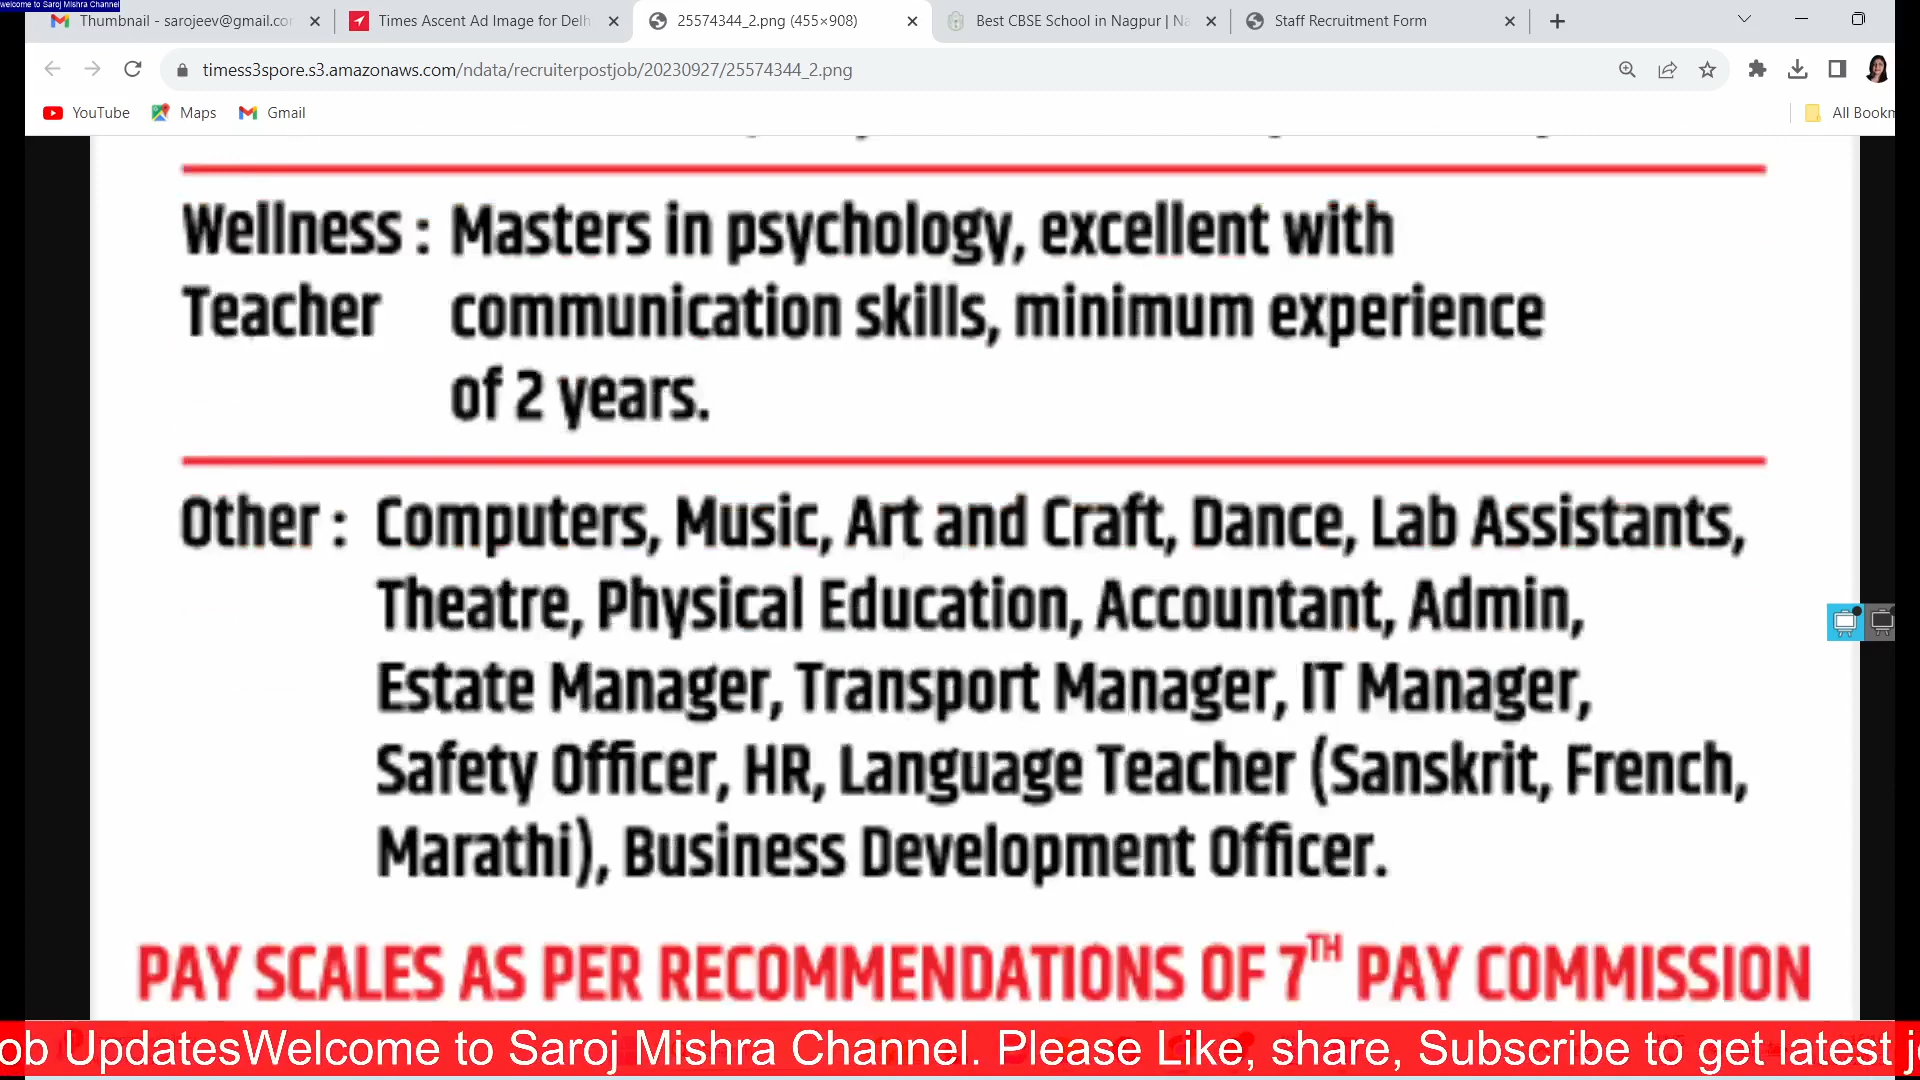 welcome to Saroj Mishra Channel
Thumbnail - sarojeev@gmail.com
Times Ascent Ad Image for Delh
25574344_2.png (455×908)
Best CBSE School in Nagpur | Na
Staff Recruitment Form
timess3spore.s3.amazonaws.com/ndata/recruiterpostjob/20230927/25574344_2.png
YouTube
Maps
Gmail
All Bookm
Wellness : Masters in psychology, excellent with
Teacher communication skills, minimum experience
of 2 years.
Other : Computers, Music, Art and Craft, Dance, Lab Assistants,
Theatre, Physical Education, Accountant, Admin,
Estate Manager, Transport Manager, IT Manager,
Safety Officer, HR, Language Teacher (Sanskrit, French,
Marathi), Business Development Officer.
PAY SCALES AS PER RECOMMENDATIONS OF 7TH PAY COMMISSION
ob UpdatesWelcome to Saroj Mishra Channel. Please Like, share, Subscribe to get latest j